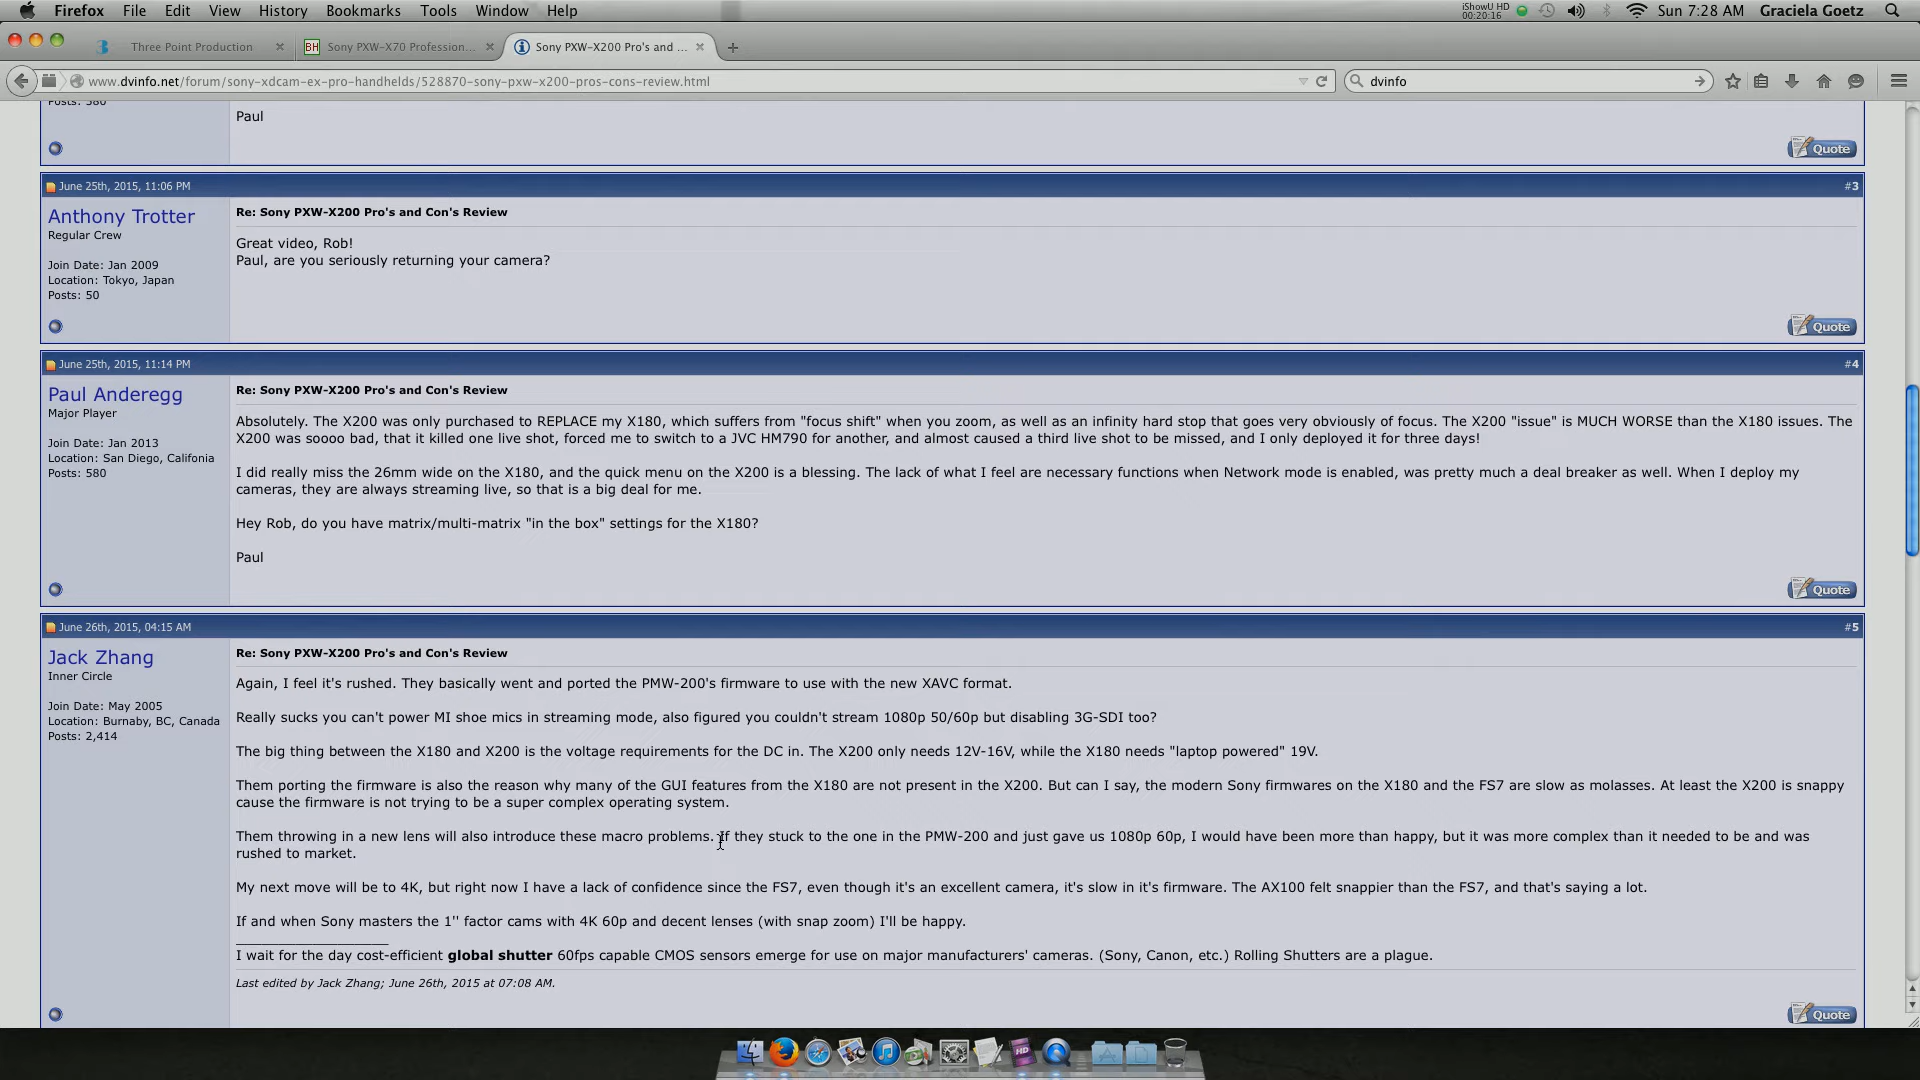 Firefox File Edit View History Bookmarks Tools Window Help iShowU HD 00:20:16 Sun 7:28 AM Graciela Goetz
Three Point Production Sony PXW-X70 Profession... Sony PXW-X200 Pro's and ...
www.dvinfo.net/forum/sony-xdcam-ex-pro-handhelds/528870-sony-pxw-x200-pros-cons-review.html dvinfo
Posts: 580
Paul
Quote
June 25th, 2015, 11:06 PM #3
Anthony Trotter
Regular Crew
Join Date: Jan 2009
Location: Tokyo, Japan
Posts: 50
Re: Sony PXW-X200 Pro's and Con's Review
Great video, Rob!
Paul, are you seriously returning your camera?
Quote
June 25th, 2015, 11:14 PM #4
Paul Anderegg
Major Player
Join Date: Jan 2013
Location: San Diego, Califonia
Posts: 580
Re: Sony PXW-X200 Pro's and Con's Review
Absolutely. The X200 was only purchased to REPLACE my X180, which suffers from "focus shift" when you zoom, as well as an infinity hard stop that goes very obviously of focus. The X200 "issue" is MUCH WORSE than the X180 issues. The
X200 was soooo bad, that it killed one live shot, forced me to switch to a JVC HM790 for another, and almost caused a third live shot to be missed, and I only deployed it for three days!
I did really miss the 26mm wide on the X180, and the quick menu on the X200 is a blessing. The lack of what I feel are necessary functions when Network mode is enabled, was pretty much a deal breaker as well. When I deploy my
cameras, they are always streaming live, so that is a big deal for me.
Hey Rob, do you have matrix/multi-matrix "in the box" settings for the X180?
Paul
Quote
June 26th, 2015, 04:15 AM #5
Jack Zhang
Inner Circle
Join Date: May 2005
Location: Burnaby, BC, Canada
Posts: 2,414
Re: Sony PXW-X200 Pro's and Con's Review
Again, I feel it's rushed. They basically went and ported the PMW-200's firmware to use with the new XAVC format.
Really sucks you can't power MI shoe mics in streaming mode, also figured you couldn't stream 1080p 50/60p but disabling 3G-SDI too?
The big thing between the X180 and X200 is the voltage requirements for the DC in. The X200 only needs 12V-16V, while the X180 needs "laptop powered" 19V.
Them porting the firmware is also the reason why many of the GUI features from the X180 are not present in the X200. But can I say, the modern Sony firmwares on the X180 and the FS7 are slow as molasses. At least the X200 is snappy
cause the firmware is not trying to be a super complex operating system.
Them throwing in a new lens will also introduce these macro problems. If they stuck to the one in the PMW-200 and just gave us 1080p 60p, I would have been more than happy, but it was more complex than it needed to be and was
rushed to market.
My next move will be to 4K, but right now I have a lack of confidence since the FS7, even though it's an excellent camera, it's slow in it's firmware. The AX100 felt snappier than the FS7, and that's saying a lot.
If and when Sony masters the 1'' factor cams with 4K 60p and decent lenses (with snap zoom) I'll be happy.
I wait for the day cost-efficient global shutter 60fps capable CMOS sensors emerge for use on major manufacturers' cameras. (Sony, Canon, etc.) Rolling Shutters are a plague.
Last edited by Jack Zhang; June 26th, 2015 at 07:08 AM.
Quote